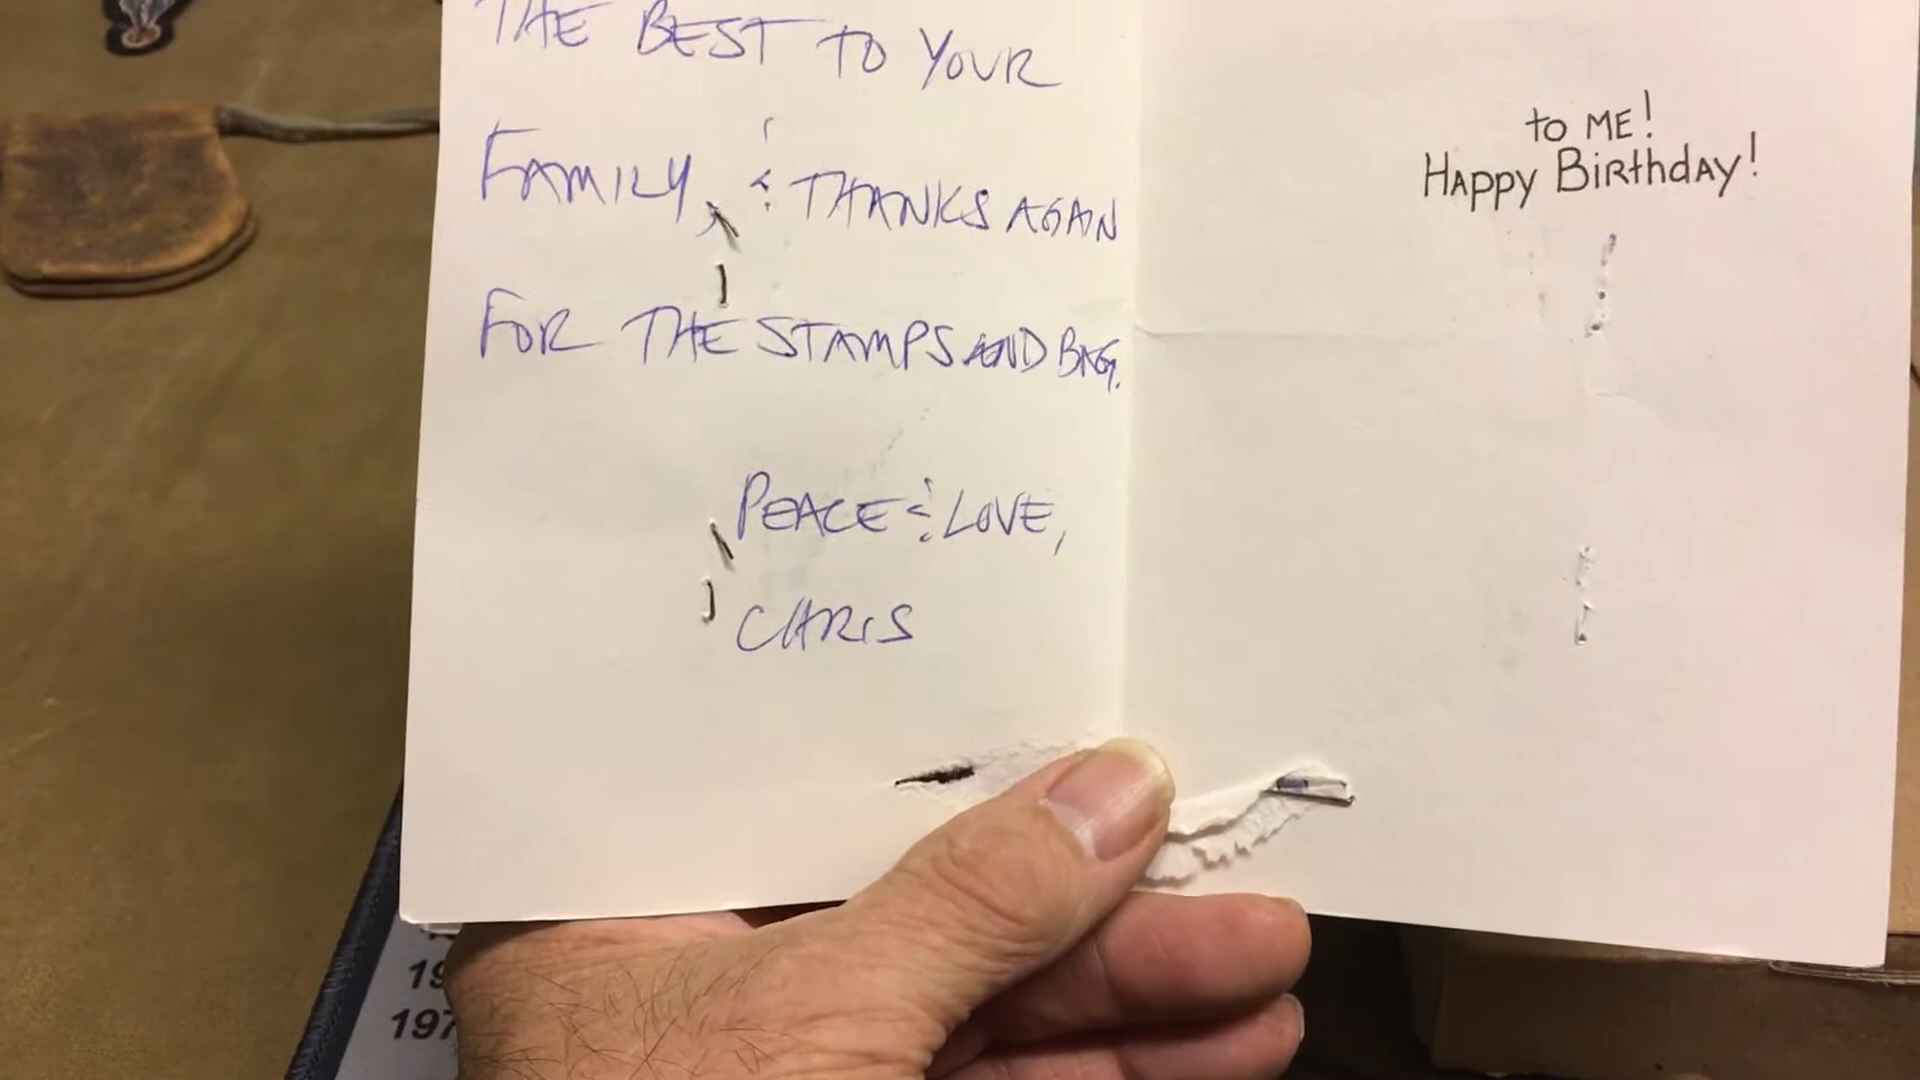 THE BEST TO YOUR
FAMILY, & THANKS AGAIN
FOR THE STAMPS AND BAG.
PEACE & LOVE,
CHRIS
to ME!
HAppy BiRthdAy!
197